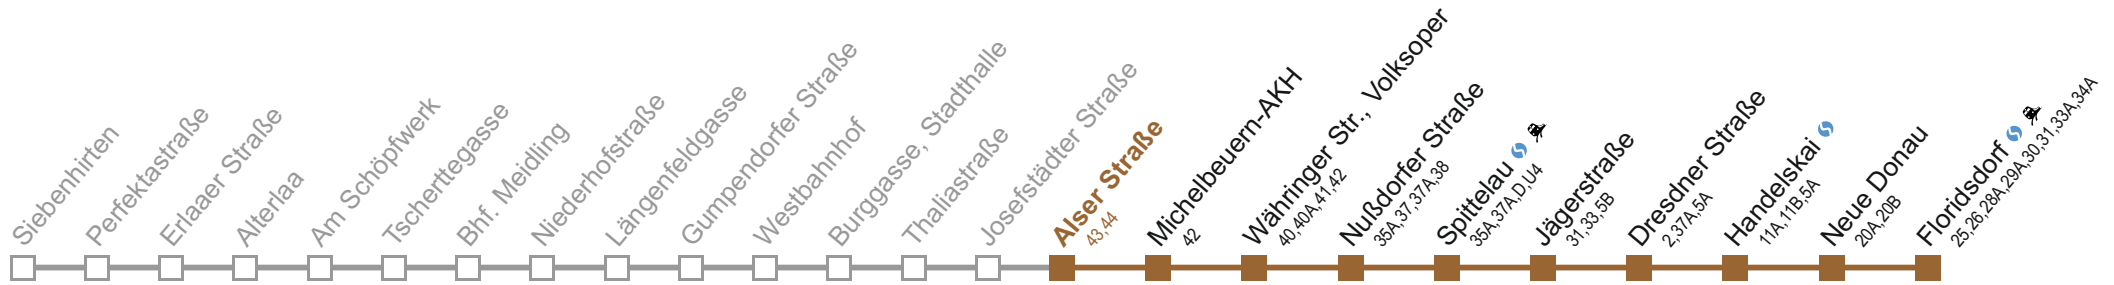 Siebenhirten
Perfektastraße
Erlaaer Straße
Alterlaa
Am Schöpfwerk
Tscherttegasse
Bhf. Meidling
Niederhofstraße
Längenfeldgasse
Gumpendorfer Straße
Westbahnhof
Burggasse, Stadthalle
Thaliastraße
Josefstädter Straße
Alser Straße
43,44
Michelbeuern-AKH
42
Währinger Str., Volksoper
40,40A,41,42
Nußdorfer Straße
35A,37,37A,38
Spittelau
35A,37A,D,U4
Jägerstraße
31,33,5B
Dresdner Straße
2,37A,5A
Handelskai
11A,11B,5A
Neue Donau
20A,20B
Floridsdorf
25,26,28A,29A,30,31,33A,34A